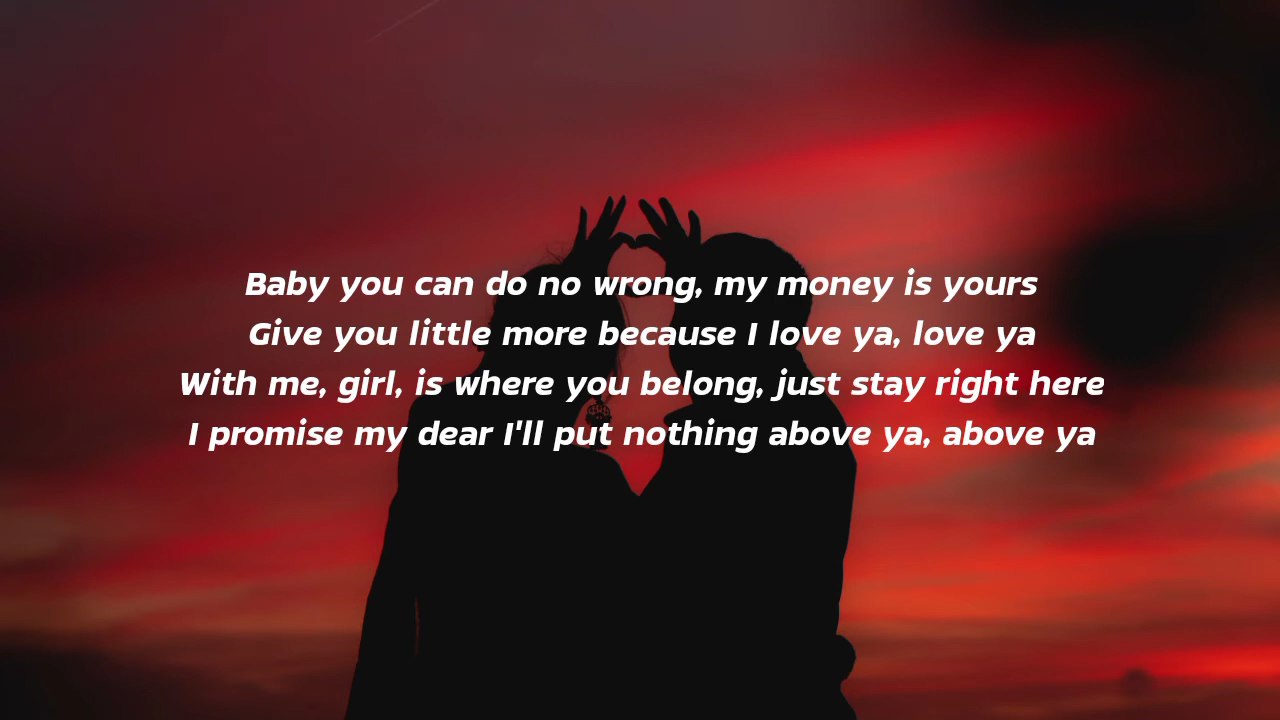 Baby you can do no wrong, my money is yours
Give you little more because I love ya, love ya
With me, girl, is where you belong, just stay right here
I promise my dear I'll put nothing above ya, above ya